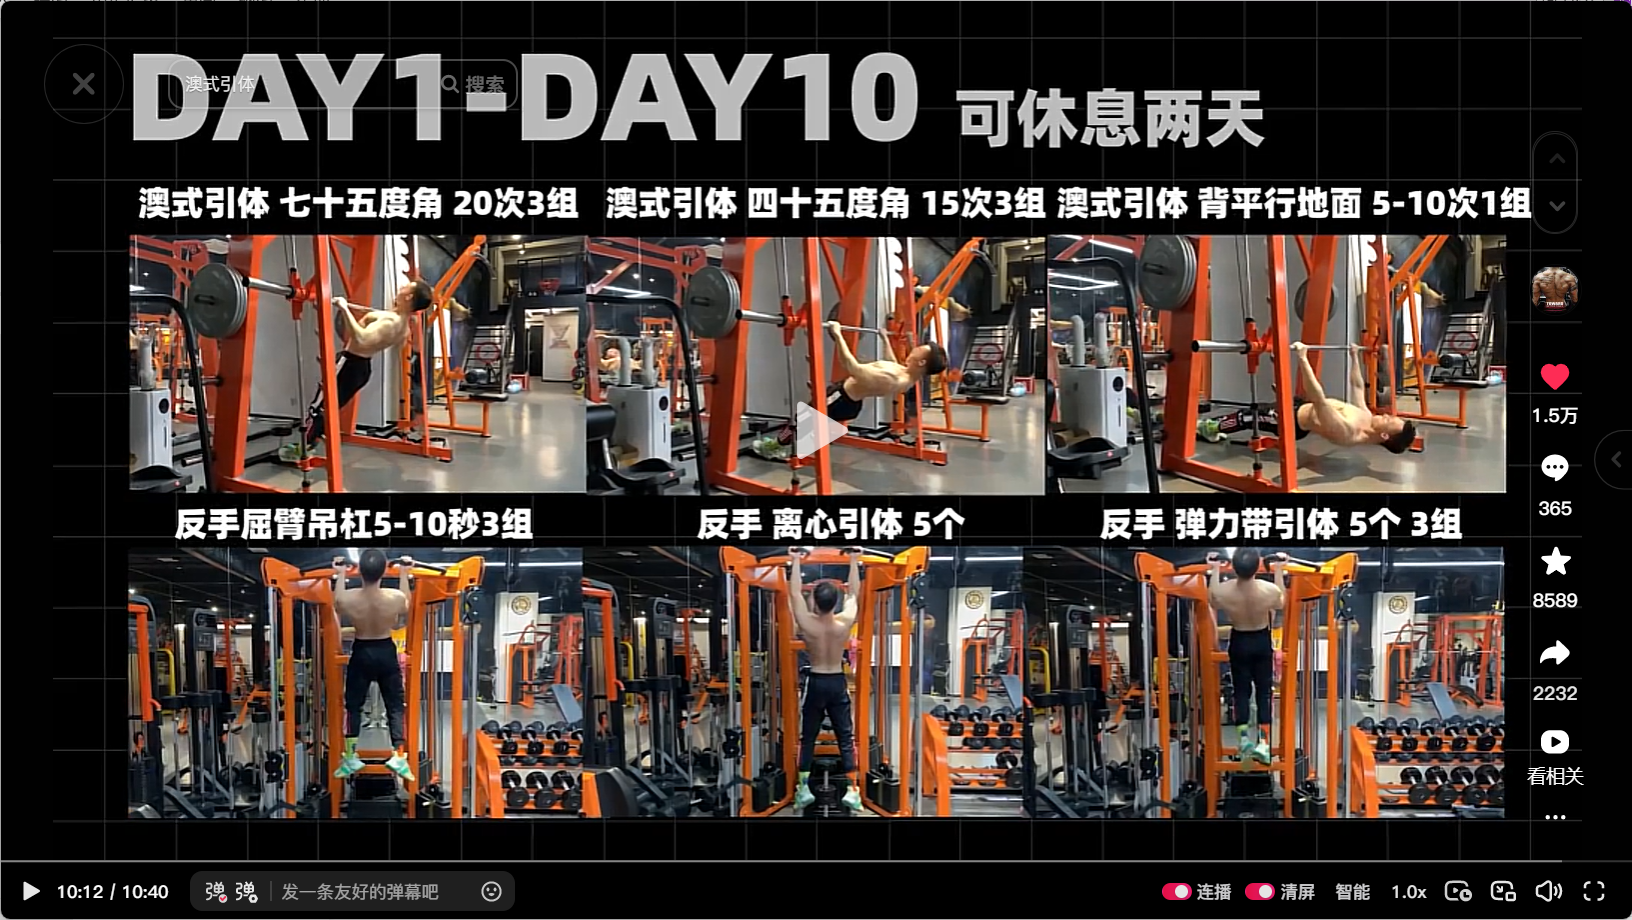 DAY1-DAY10 可休息两天
澳式引体 搜索
澳式引体 七十五度角 20次3组
澳式引体 四十五度角 15次3组
澳式引体 背平行地面 5-10次1组
反手屈臂吊杠5-10秒3组
反手 离心引体 5个
反手 弹力带引体 5个 3组
1.5万
365
8589
2232
看相关
10:12 / 10:40
弹 弹 发一条友好的弹幕吧
连播 清屏 智能 1.0x